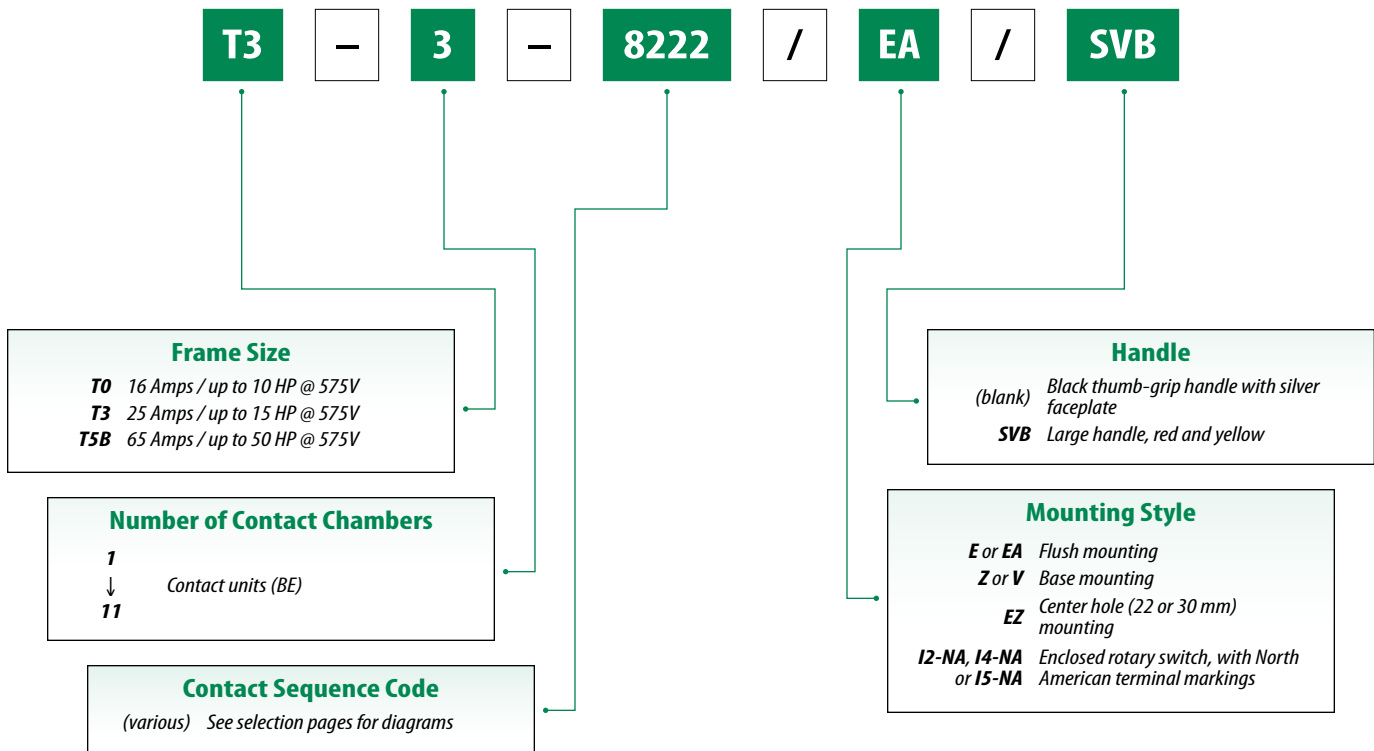 T3 – 3 – 8222 / EA / SVB
Frame Size
T0 16 Amps / up to 10 HP @ 575V
T3 25 Amps / up to 15 HP @ 575V
T5B 65 Amps / up to 50 HP @ 575V
Number of Contact Chambers
1
↓ Contact units (BE)
11
Contact Sequence Code
(various) See selection pages for diagrams
Handle
(blank) Black thumb-grip handle with silver
faceplate
SVB Large handle, red and yellow
Mounting Style
E or EA Flush mounting
Z or V Base mounting
EZ Center hole (22 or 30 mm)
mounting
I2-NA, I4-NA Enclosed rotary switch, with North
or I5-NA American terminal markings